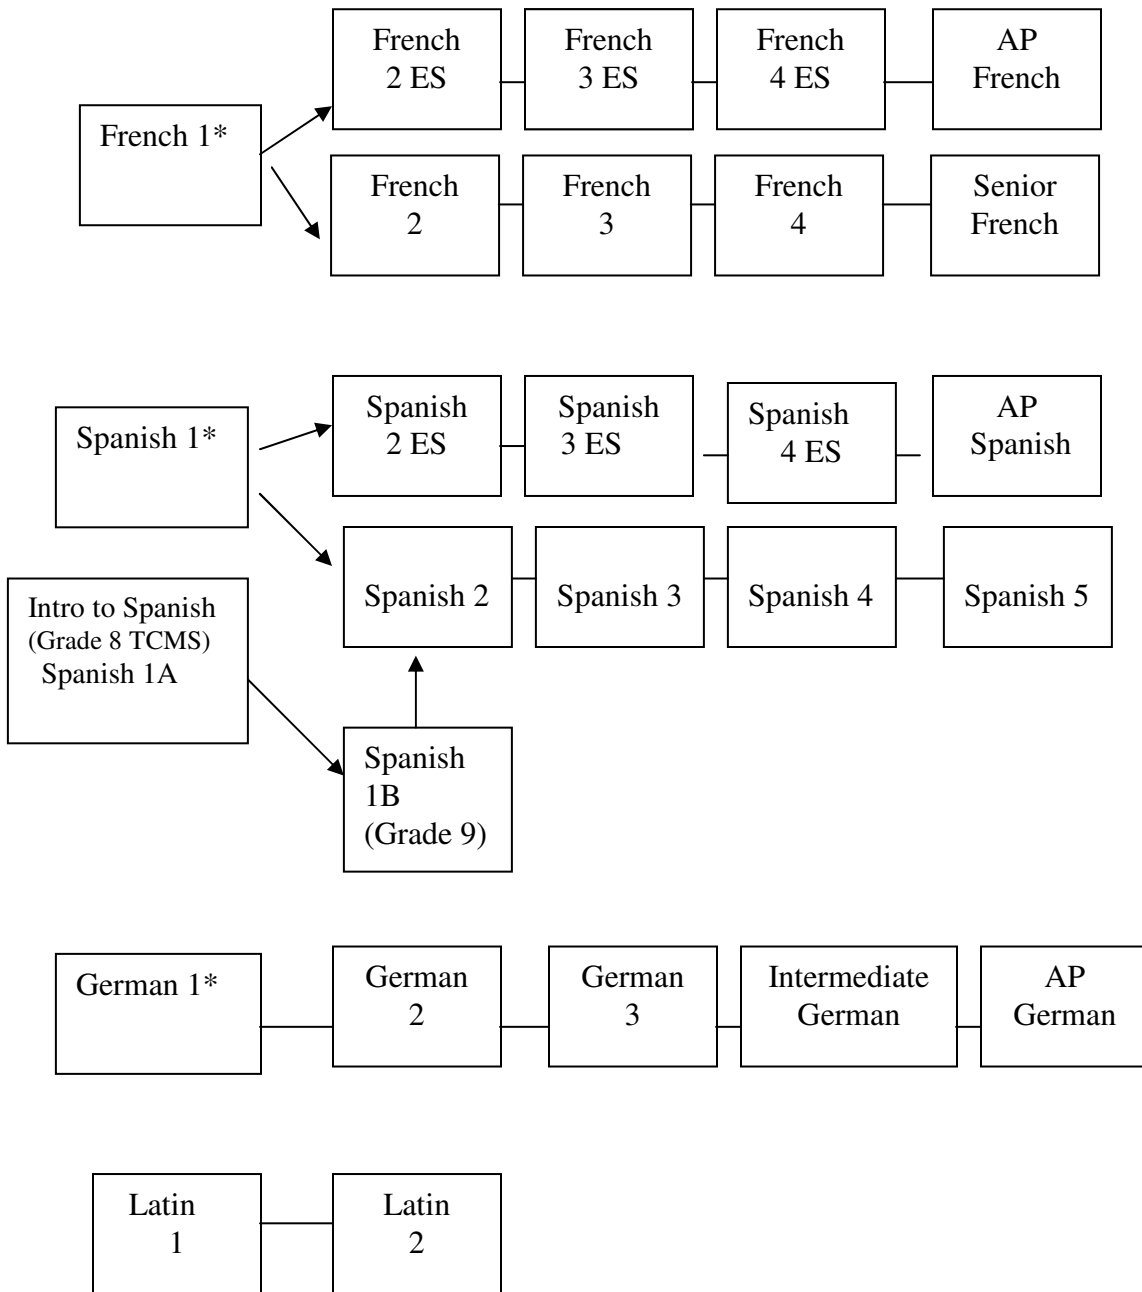 French
2 ES
French
3 ES
French
4 ES
AP
French
French 1*
French
2
French
3
French
4
Senior
French
Spanish
2 ES
Spanish
3 ES
Spanish
4 ES
AP
Spanish
Spanish 1*
Spanish 2
Spanish 3
Spanish 4
Spanish 5
Intro to Spanish
(Grade 8 TCMS)
Spanish 1A
Spanish
1B
(Grade 9)
German 1*
German
2
German
3
Intermediate
German
AP
German
Latin
1
Latin
2